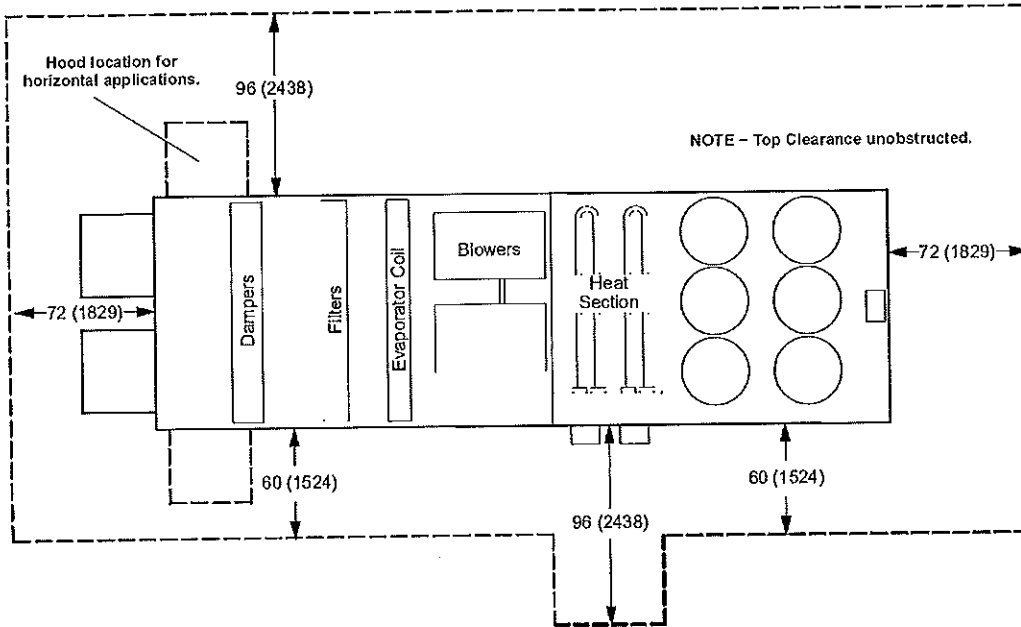 Hood location for
horizontal applications.
96 (2438)
NOTE – Top Clearance unobstructed.
72 (1829)
Dampers
Filters
Evaporator Coil
Blowers
Heat
Section
72 (1829)
60 (1524)
96 (2438)
60 (1524)